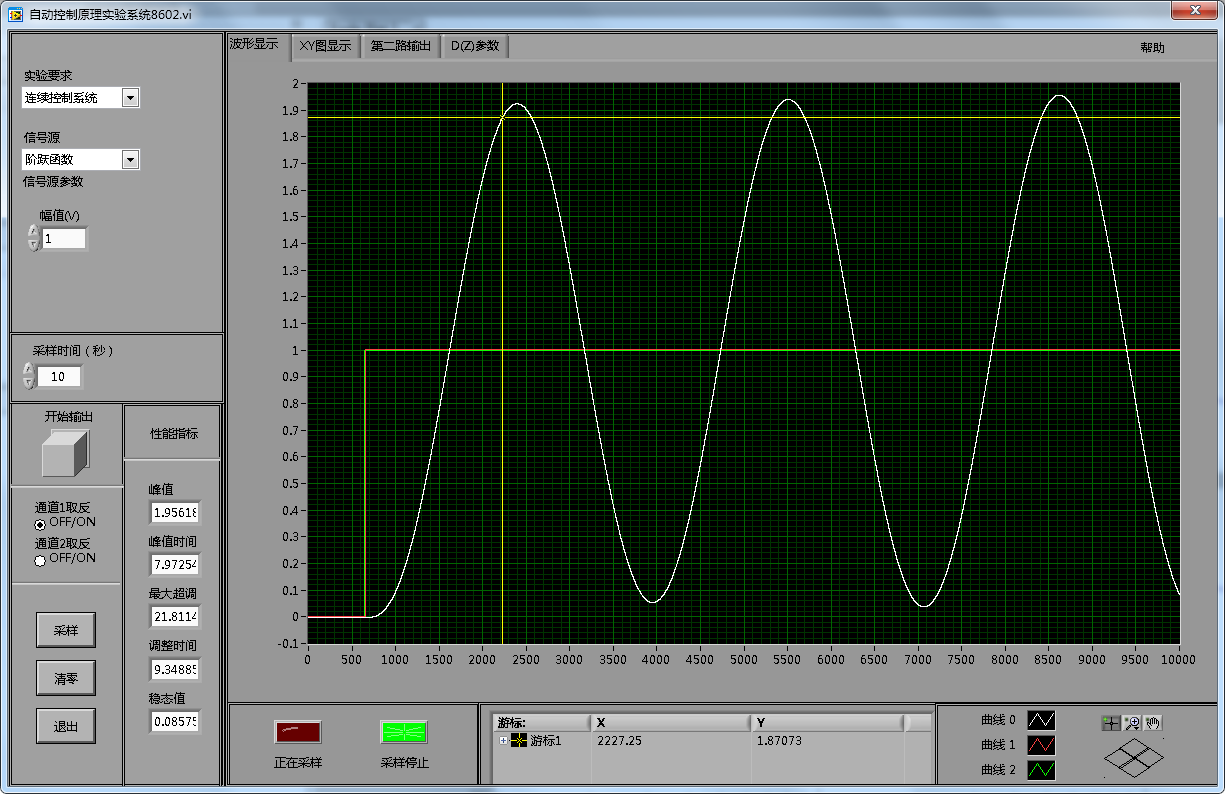 自动控制原理实验系统8602.vi
波形显示 XY图显示 第二路输出 D(Z)参数 帮助
实验要求
连续控制系统
信号源
阶跃函数
信号源参数
幅值(V)
1
采样时间（秒）
10
开始输出
通道1取反
OFF/ON
通道2取反
OFF/ON
采样
清零
退出
性能指标
峰值
1.95618
峰值时间
7.97254
最大超调
21.8114
调整时间
9.34885
稳态值
0.08575
2
1.9
1.8
1.7
1.6
1.5
1.4
1.3
1.2
1.1
1
0.9
0.8
0.7
0.6
0.5
0.4
0.3
0.2
0.1
0
-0.1
0 500 1000 1500 2000 2500 3000 3500 4000 4500 5000 5500 6000 6500 7000 7500 8000 8500 9000 9500 10000
正在采样 采样停止
游标: X Y
游标1 2227.25 1.87073
曲线 0
曲线 1
曲线 2